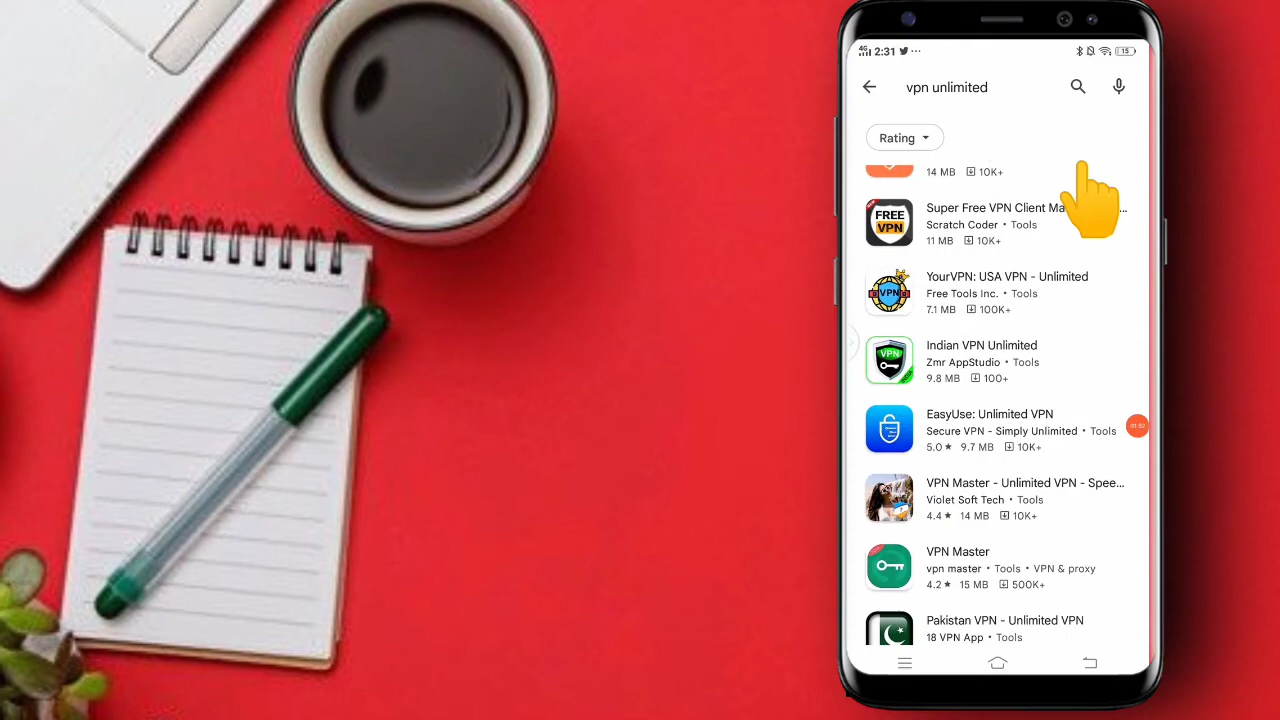 4G 2:31 15
vpn unlimited
Rating
14 MB 10K+
Super Free VPN Client Ma ...
Scratch Coder • Tools
11 MB 10K+
FREE
VPN
YourVPN: USA VPN - Unlimited
Free Tools Inc. • Tools
7.1 MB 100K+
VPN
Indian VPN Unlimited
Zmr AppStudio • Tools
9.8 MB 100+
VPN
EasyUse: Unlimited VPN
Secure VPN - Simply Unlimited • Tools
5.0★ 9.7 MB 10K+
01:52
VPN Master - Unlimited VPN - Spee...
Violet Soft Tech • Tools
4.4★ 14 MB 10K+
VPN Master
vpn master • Tools • VPN & proxy
4.2★ 15 MB 500K+
Pakistan VPN - Unlimited VPN
18 VPN App • Tools